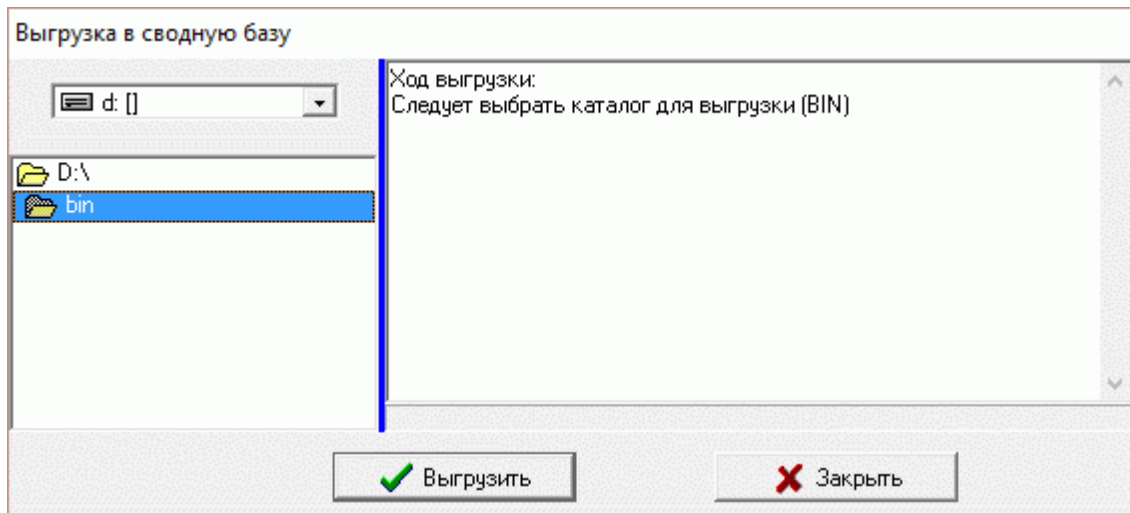 Выгрузка в сводную базу
d: []
D:\
bin
Ход выгрузки:
Следует выбрать каталог для выгрузки (BIN)
Выгрузить
Закрыть